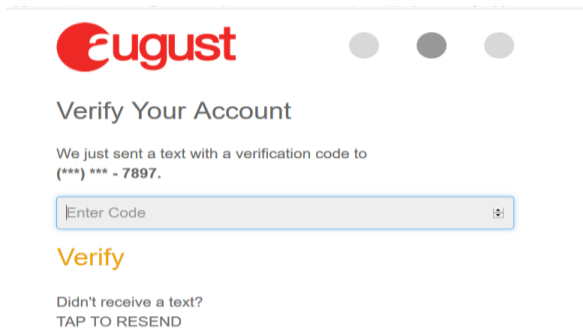 august
Verify Your Account
We just sent a text with a verification code to
(***) *** - 7897.
Enter Code
Verify
Didn't receive a text?
TAP TO RESEND